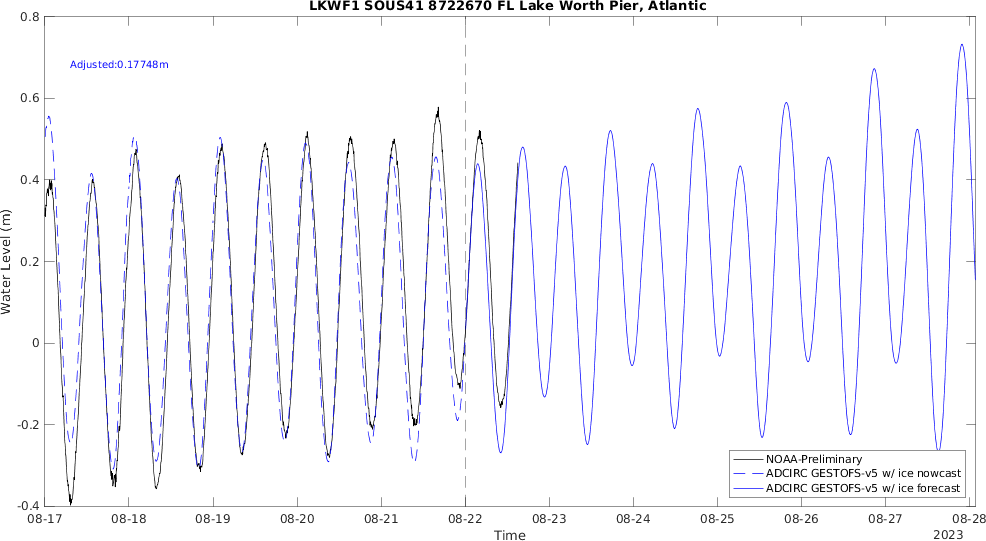 LKWF1 SOUS41 8722670 FL Lake Worth Pier, Atlantic
0.8
0.6
0.4
0.2
0
-0.2
-0.4
Water Level (m)
Adjusted:0.17748m
NOAA-Preliminary
ADCIRC GESTOFS-v5 w/ ice nowcast
ADCIRC GESTOFS-v5 w/ ice forecast
08-17 08-18 08-19 08-20 08-21 08-22 08-23 08-24 08-25 08-26 08-27 08-28
Time
2023